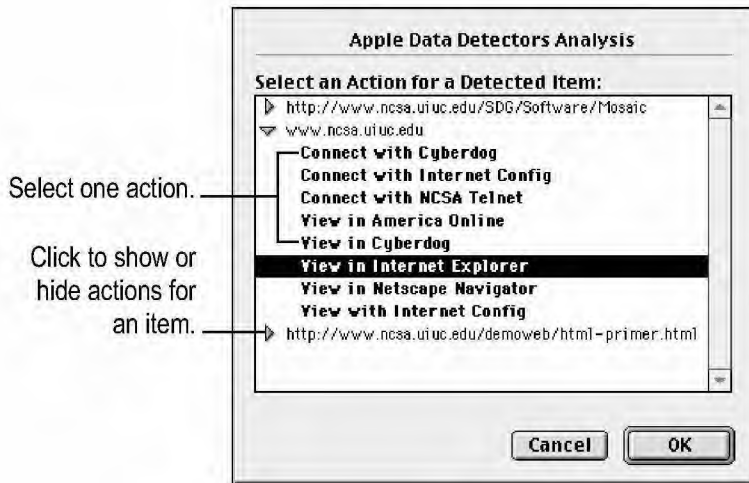 Apple Data Detectors Analysis
Select an Action for a Detected Item:
http://www.ncsa.uiuc.edu/SDG/Software/Mosaic
www.ncsa.uiuc.edu
Connect with Cyberdog
Connect with Internet Config
Connect with NCSA Telnet
View in America Online
View in Cyberdog
View in Internet Explorer
View in Netscape Navigator
View with Internet Config
http://www.ncsa.uiuc.edu/demoweb/html-primer.html
Cancel
OK
Select one action.
Click to show or
hide actions for
an item.